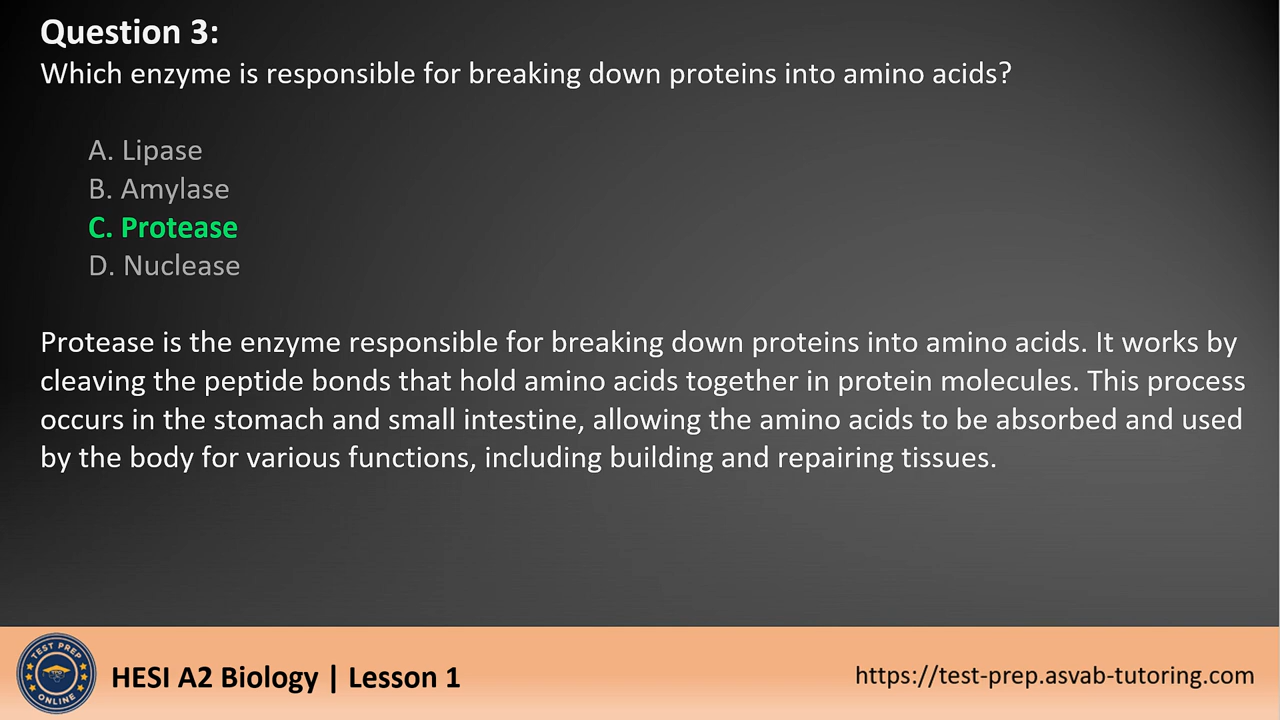 Question 3:
Which enzyme is responsible for breaking down proteins into amino acids?
A. Lipase
B. Amylase
C. Protease
D. Nuclease
Protease is the enzyme responsible for breaking down proteins into amino acids. It works by
cleaving the peptide bonds that hold amino acids together in protein molecules. This process
occurs in the stomach and small intestine, allowing the amino acids to be absorbed and used
by the body for various functions, including building and repairing tissues.
TEST PREP
ONLINE
HESI A2 Biology | Lesson 1
https://test-prep.asvab-tutoring.com